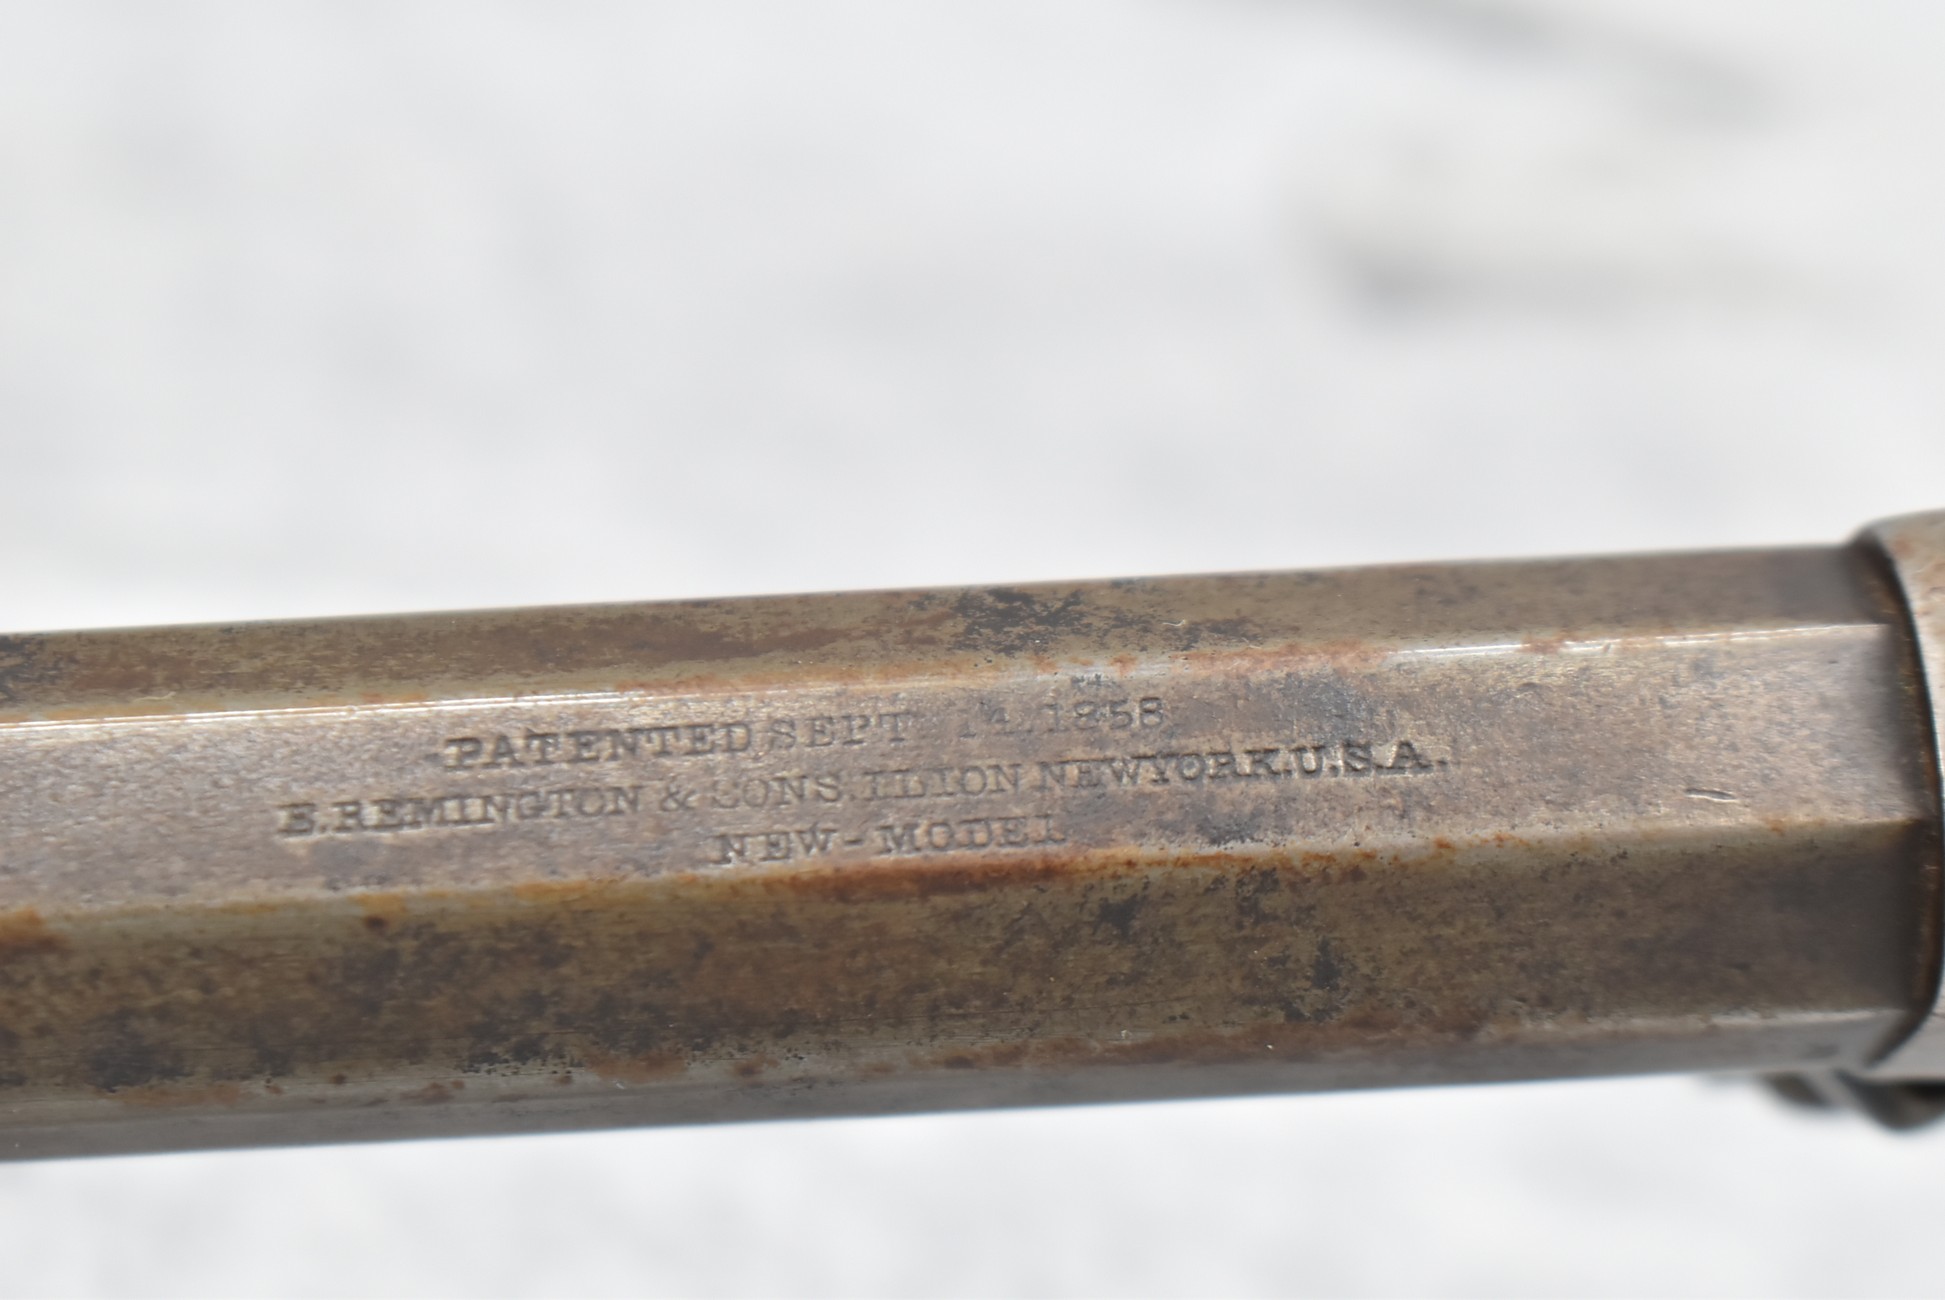 PATENTED SEPT 14, 1858
E. REMINGTON & SONS, ILION NEWYORK.U.S.A.
NEW-MODEL